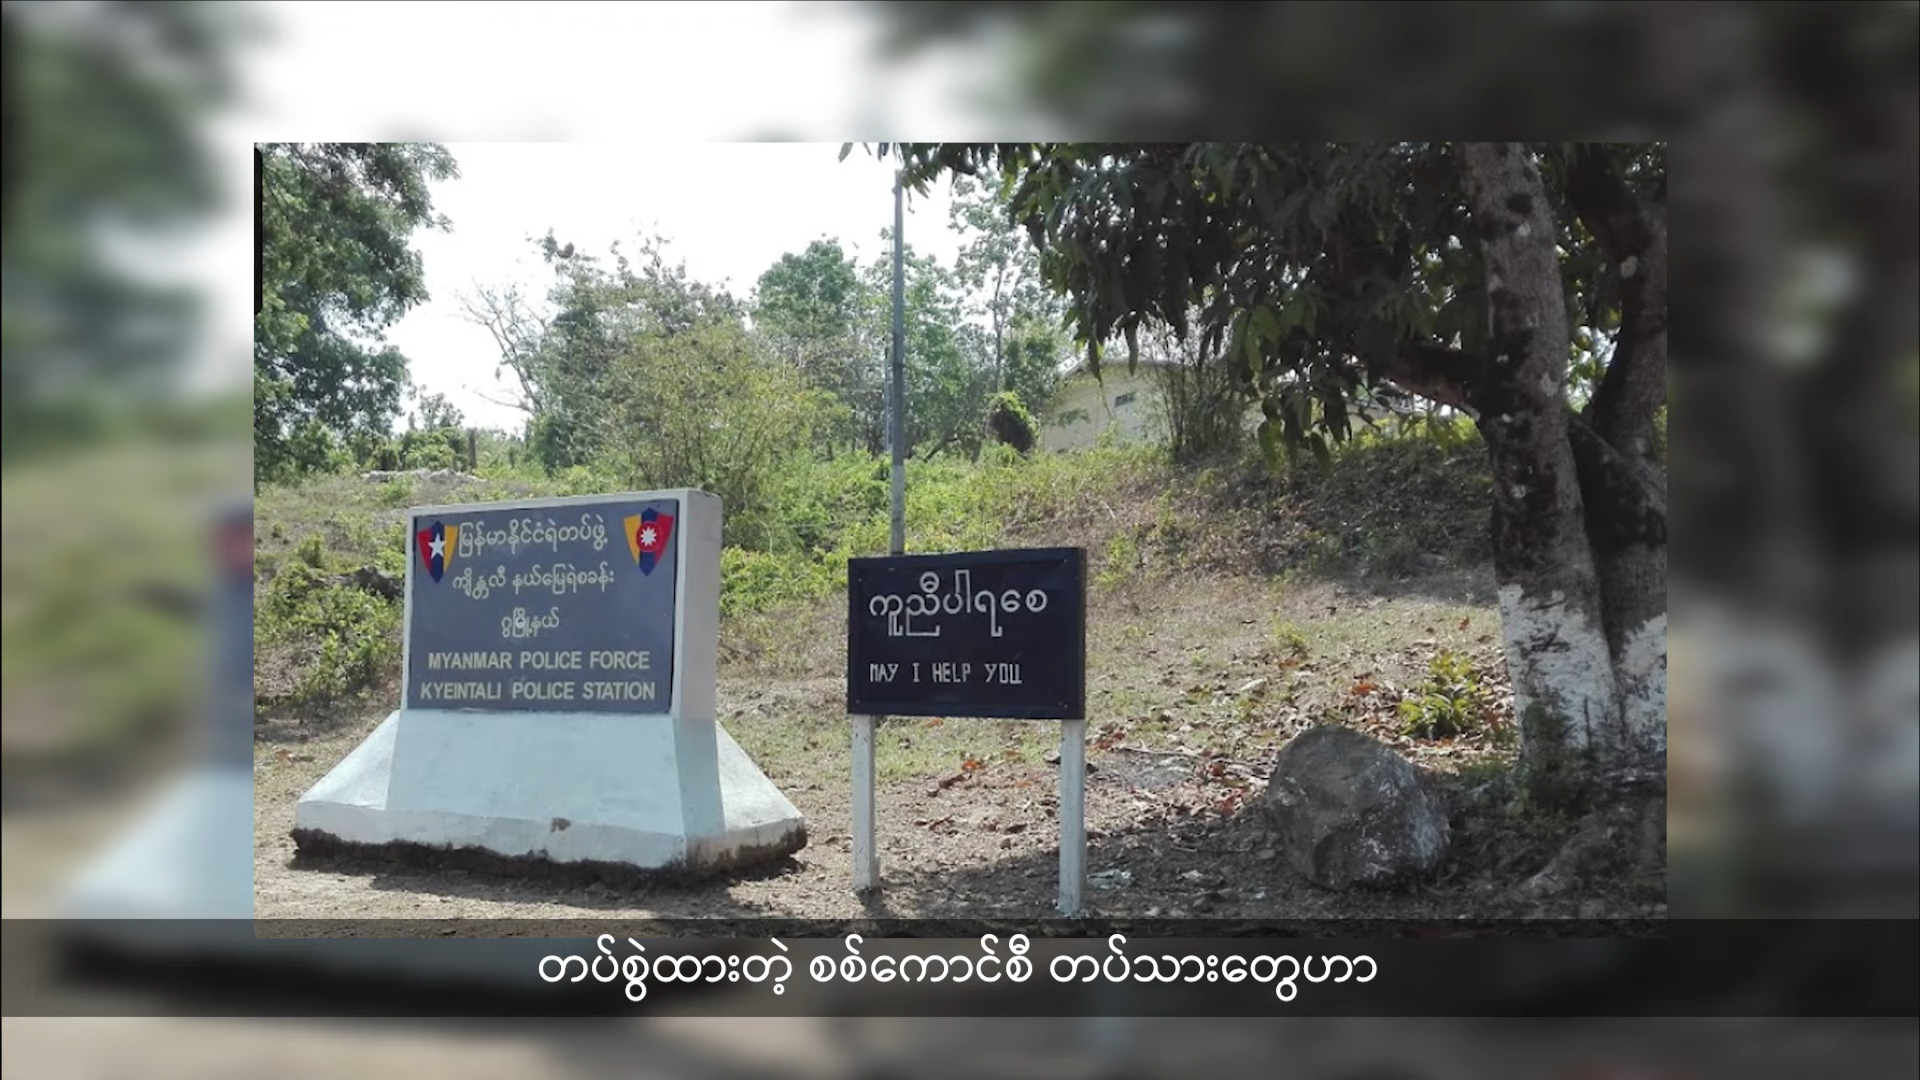 မြန်မာနိုင်ငံရဲတပ်ဖွဲ့
ကျိန္တလီ နယ်မြေရဲစခန်း
ဂွမြို့နယ်
MYANMAR POLICE FORCE
KYEINTALI POLICE STATION
ကူညီပါရစေ
MAY I HELP YOU
တပ်စွဲထားတဲ့ စစ်ကောင်စီ တပ်သားတွေဟာ